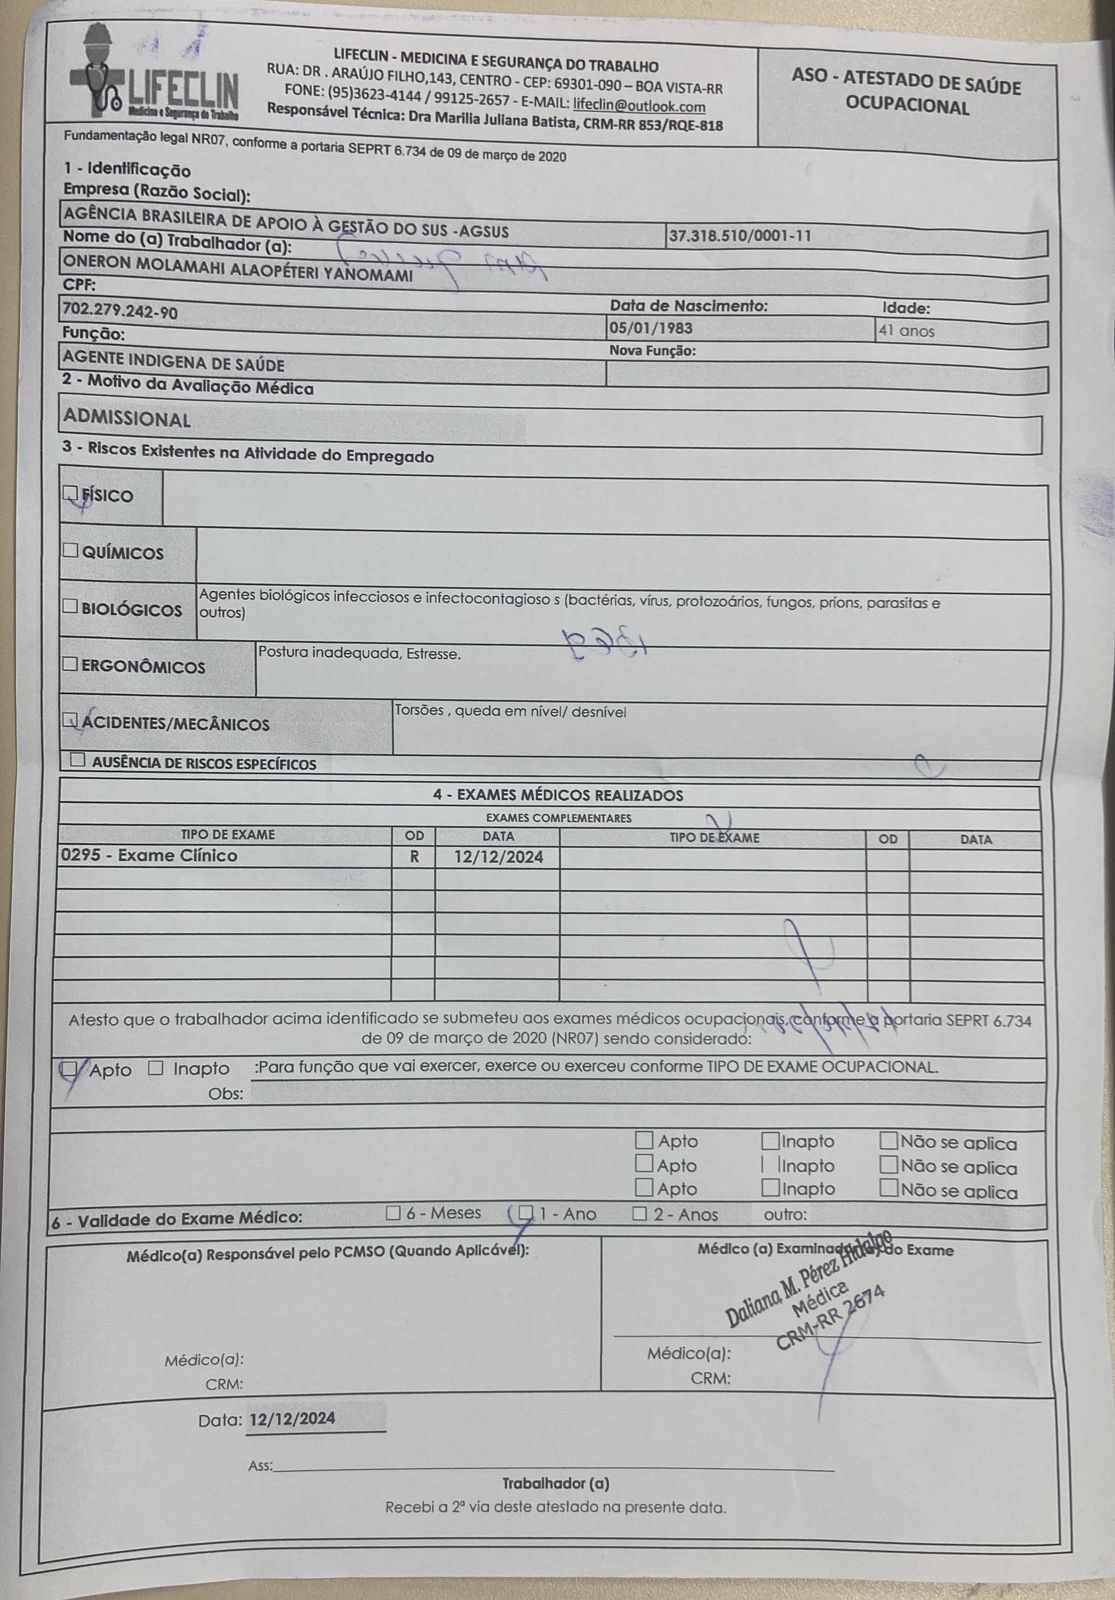 LIFECLIN
Medicina e Segurança do Trabalho
LIFECLIN - MEDICINA E SEGURANÇA DO TRABALHO
RUA: DR . ARAÚJO FILHO,143, CENTRO - CEP: 69301-090 – BOA VISTA-RR
FONE: (95)3623-4144 / 99125-2657 - E-MAIL: lifeclin@outlook.com
Responsável Técnica: Dra Marilia Juliana Batista, CRM-RR 853/RQE-818
ASO - ATESTADO DE SAÚDE
OCUPACIONAL
Fundamentação legal NR07, conforme a portaria SEPRT 6.734 de 09 de março de 2020
1 - Identificação
Empresa (Razão Social):
AGÊNCIA BRASILEIRA DE APOIO À GESTÃO DO SUS -AGSUS 37.318.510/0001-11
Nome do (a) Trabalhador (a):
ONERON MOLAMAHI ALAOPÉTERI YANOMAMI
CPF: Data de Nascimento: Idade:
702.279.242-90 05/01/1983 41 anos
Função: Nova Função:
AGENTE INDIGENA DE SAÚDE
2 - Motivo da Avaliação Médica
ADMISSIONAL
3 - Riscos Existentes na Atividade do Empregado
FÍSICO
QUÍMICOS
BIOLÓGICOS Agentes biológicos infecciosos e infectocontagioso s (bactérias, vírus, protozoários, fungos, príons, parasitas e
outros)
ERGONÔMICOS Postura inadequada, Estresse.
ACIDENTES/MECÂNICOS Torsões , queda em nível/ desnível
AUSÊNCIA DE RISCOS ESPECÍFICOS
4 - EXAMES MÉDICOS REALIZADOS
EXAMES COMPLEMENTARES
TIPO DE EXAME OD DATA TIPO DE EXAME OD DATA
0295 - Exame Clínico R 12/12/2024
Atesto que o trabalhador acima identificado se submeteu aos exames médicos ocupacionais, conforme a portaria SEPRT 6.734
de 09 de março de 2020 (NR07) sendo considerado:
Apto Inapto :Para função que vai exercer, exerce ou exerceu conforme TIPO DE EXAME OCUPACIONAL.
Obs:
Apto Inapto Não se aplica
Apto Inapto Não se aplica
Apto Inapto Não se aplica
6 - Validade do Exame Médico: 6 - Meses 1 - Ano 2 - Anos outro:
Médico(a) Responsável pelo PCMSO (Quando Aplicável): Médico (a) Examinador(a) do Exame
Daliana M. Pérez Hidalgo
Médica
CRM-RR 2674
Médico(a): Médico(a):
CRM: CRM:
Data: 12/12/2024
Ass:
Trabalhador (a)
Recebi a 2ª via deste atestado na presente data.